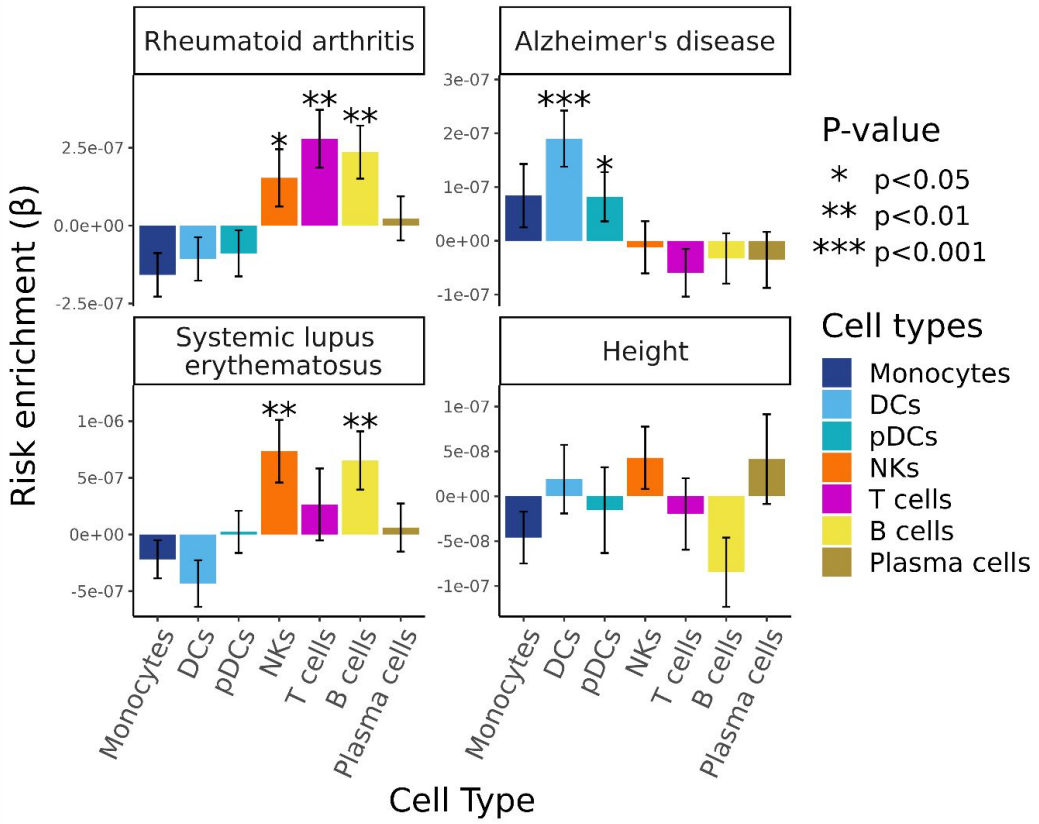 Rheumatoid arthritis
Alzheimer's disease
2.5e-07
0.0e+00
-2.5e-07
3e-07
2e-07
1e-07
0e+00
-1e-07
** ** *
*** *
Systemic lupus
erythematosus
Height
1e-06
5e-07
0e+00
-5e-07
1e-07
5e-08
0e+00
-5e-08
-1e-07
** **
Monocytes
DCs
pDCs
NKs
T cells
B cells
Plasma cells
Monocytes
DCs
pDCs
NKs
T cells
B cells
Plasma cells
Risk enrichment (β)
Cell Type
P-value
* p<0.05
** p<0.01
*** p<0.001
Cell types
Monocytes
DCs
pDCs
NKs
T cells
B cells
Plasma cells